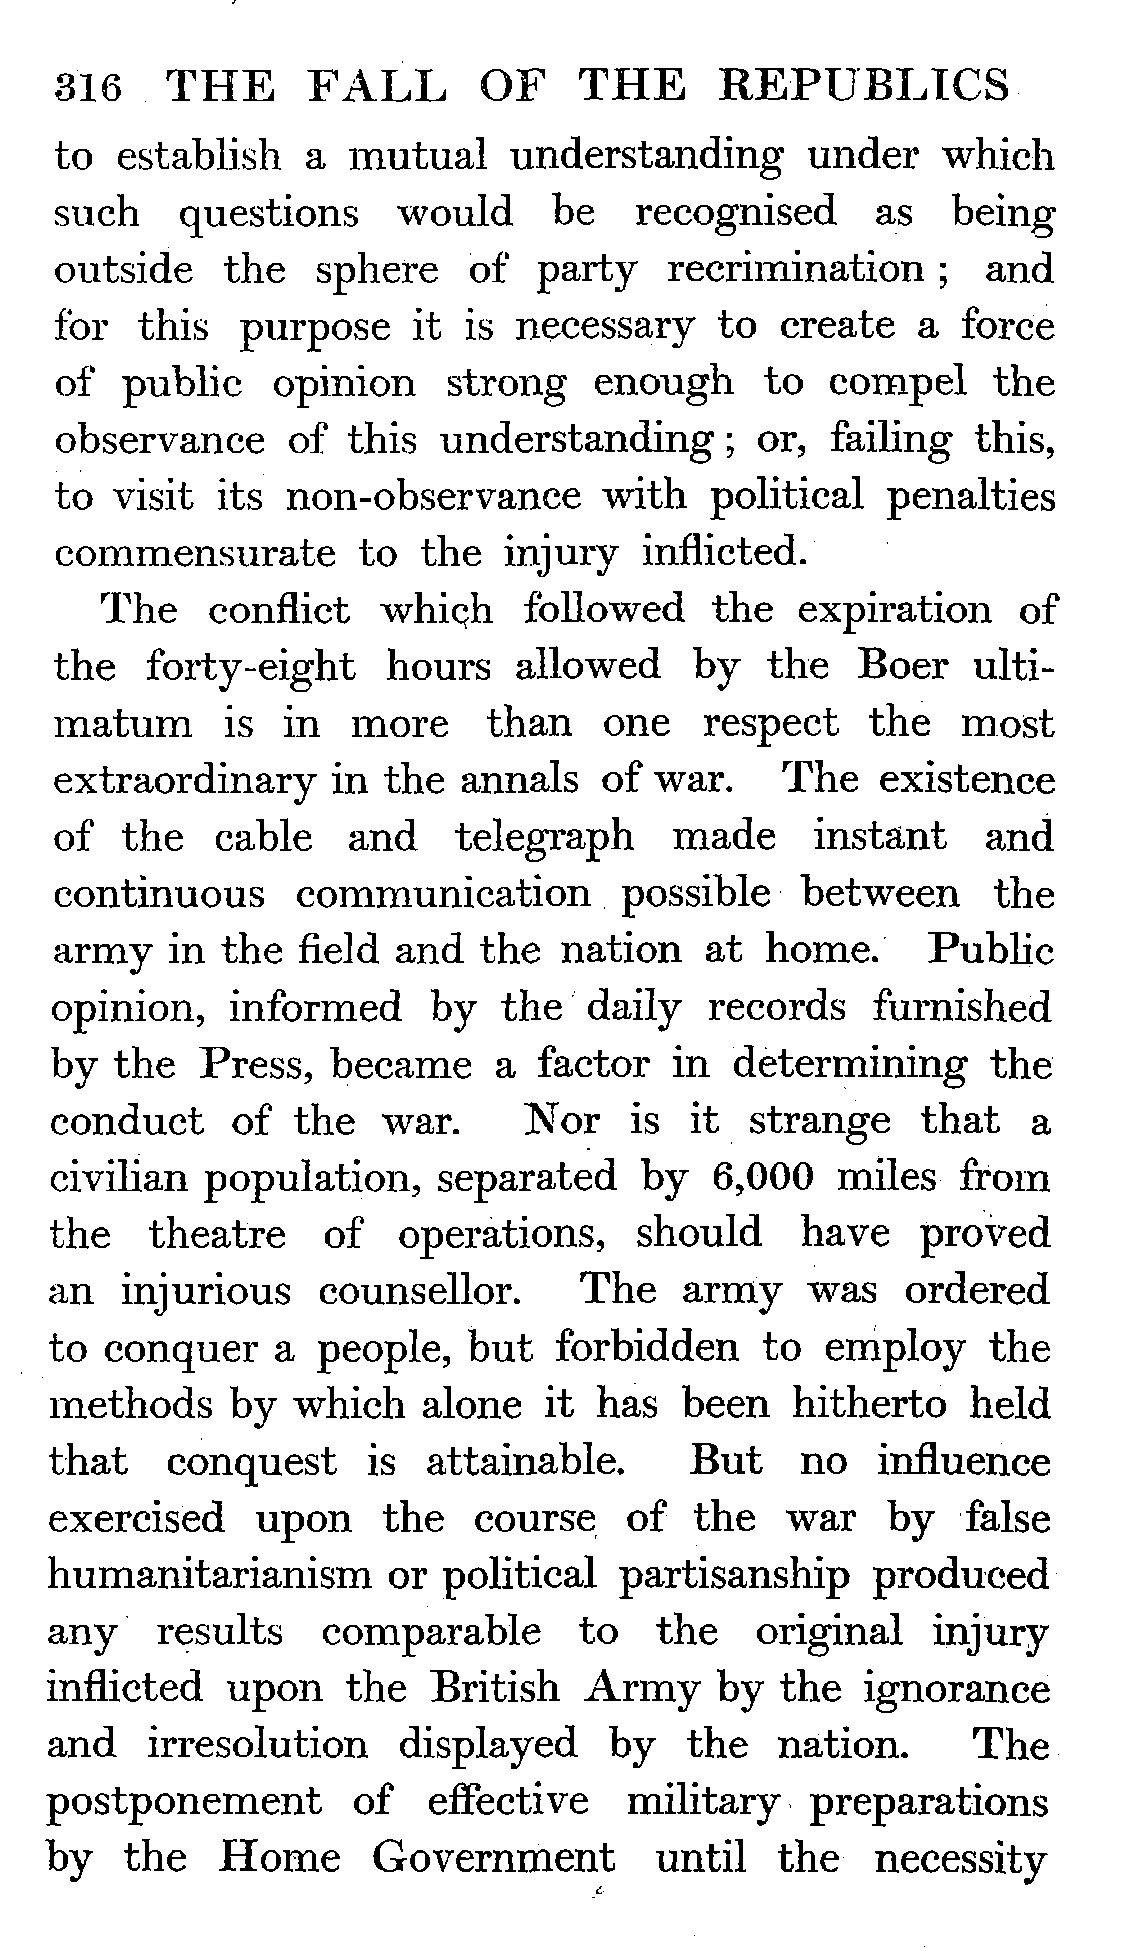 316 THE FALL OF THE REPUBLICS
to establish a mutual understanding under which
such questions would be recognised as being
outside the sphere of party recrimination ; and
for this purpose it is necessary to create a force
of public opinion strong enough to compel the
observance of this understanding ; or, failing this,
to visit its non-observance with political penalties
commensurate to the injury inflicted.
The conflict which followed the expiration of
the forty-eight hours allowed by the Boer ulti-
matum is in more than one respect the most
extraordinary in the annals of war. The existence
of the cable and telegraph made instant and
continuous communication possible between the
army in the field and the nation at home. Public
opinion, informed by the daily records furnished
by the Press, became a factor in determining the
conduct of the war. Nor is it strange that a
civilian population, separated by 6,000 miles from
the theatre of operations, should have proved
an injurious counsellor. The army was ordered
to conquer a people, but forbidden to employ the
methods by which alone it has been hitherto held
that conquest is attainable. But no influence
exercised upon the course of the war by false
humanitarianism or political partisanship produced
any results comparable to the original injury
inflicted upon the British Army by the ignorance
and irresolution displayed by the nation. The
postponement of effective military preparations
by the Home Government until the necessity